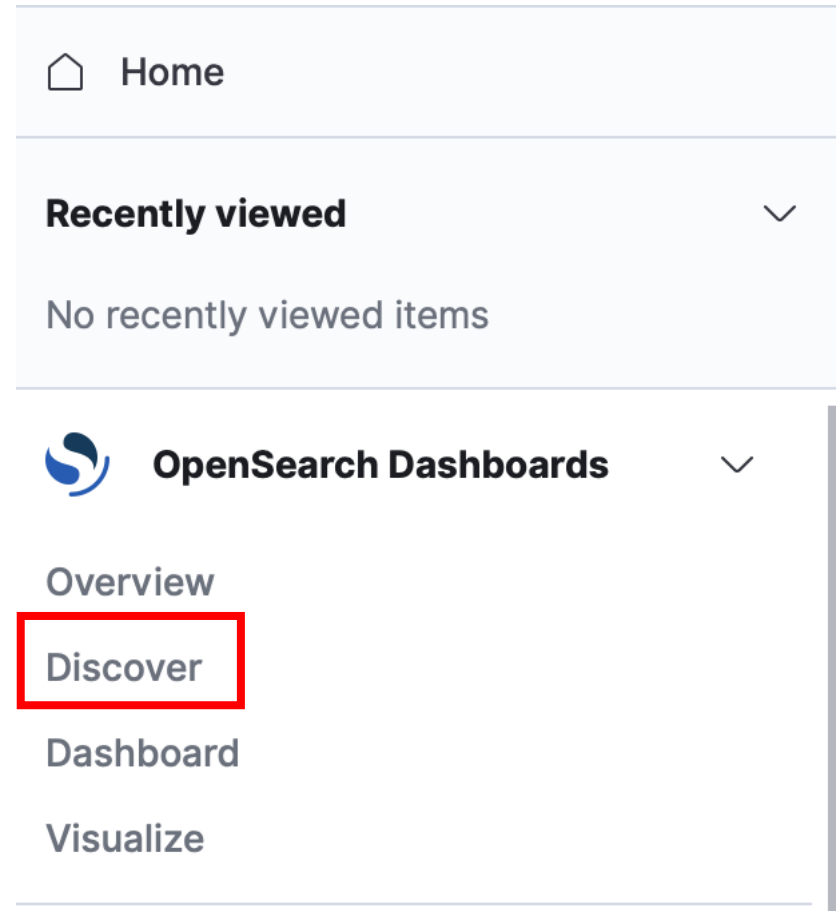 Home
Recently viewed
No recently viewed items
OpenSearch Dashboards
Overview
Discover
Dashboard
Visualize